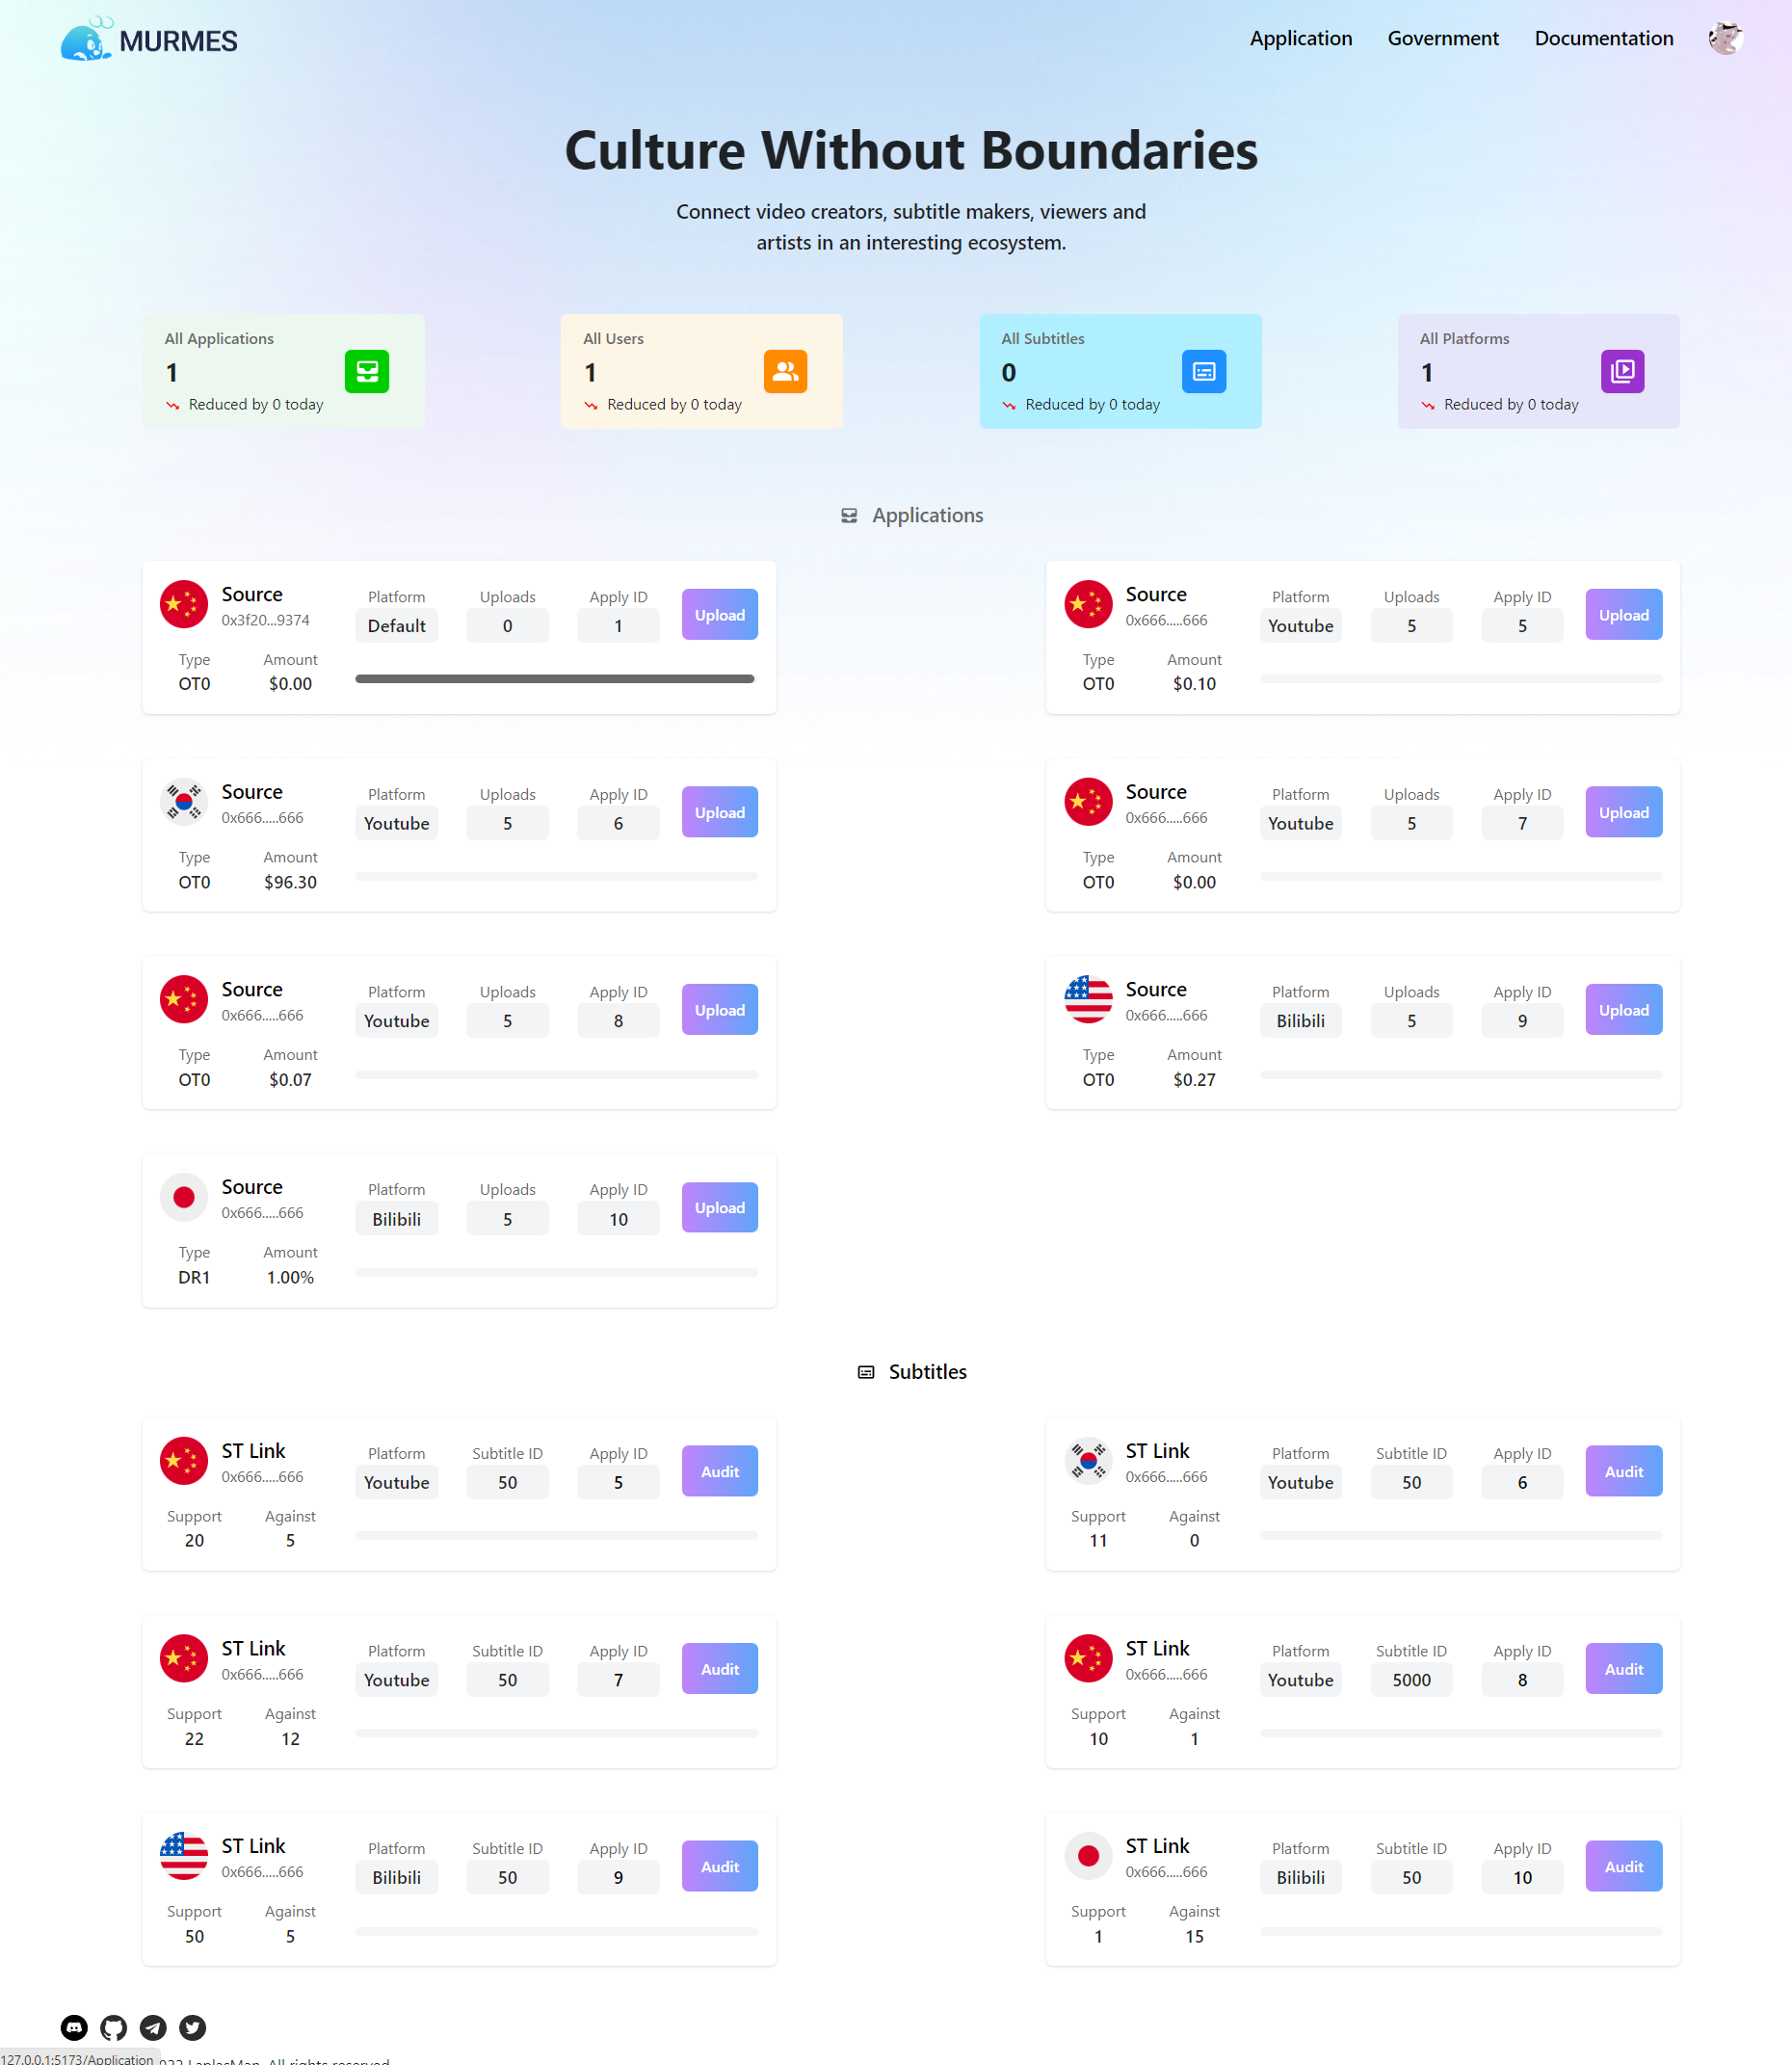 MURMES
Application Government Documentation
Culture Without Boundaries
Connect video creators, subtitle makers, viewers and
artists in an interesting ecosystem.
All Applications
1
Reduced by 0 today
All Users
1
Reduced by 0 today
All Subtitles
0
Reduced by 0 today
All Platforms
1
Reduced by 0 today
Applications
Source
0x3f20...9374
Platform Uploads Apply ID
Default 0 1
Upload
Type Amount
OT0 $0.00
Source
0x666.....666
Platform Uploads Apply ID
Youtube 5 5
Upload
Type Amount
OT0 $0.10
Source
0x666.....666
Platform Uploads Apply ID
Youtube 5 6
Upload
Type Amount
OT0 $96.30
Source
0x666.....666
Platform Uploads Apply ID
Youtube 5 7
Upload
Type Amount
OT0 $0.00
Source
0x666.....666
Platform Uploads Apply ID
Youtube 5 8
Upload
Type Amount
OT0 $0.07
Source
0x666.....666
Platform Uploads Apply ID
Bilibili 5 9
Upload
Type Amount
OT0 $0.27
Source
0x666.....666
Platform Uploads Apply ID
Bilibili 5 10
Upload
Type Amount
DR1 1.00%
Subtitles
ST Link
0x666.....666
Platform Subtitle ID Apply ID
Youtube 50 5
Audit
Support Against
20 5
ST Link
0x666.....666
Platform Subtitle ID Apply ID
Youtube 50 6
Audit
Support Against
11 0
ST Link
0x666.....666
Platform Subtitle ID Apply ID
Youtube 50 7
Audit
Support Against
22 12
ST Link
0x666.....666
Platform Subtitle ID Apply ID
Youtube 5000 8
Audit
Support Against
10 1
ST Link
0x666.....666
Platform Subtitle ID Apply ID
Bilibili 50 9
Audit
Support Against
50 5
ST Link
0x666.....666
Platform Subtitle ID Apply ID
Bilibili 50 10
Audit
Support Against
1 15
127.0.0.1:5173/Application 022 LaplasMan. All rights reserved